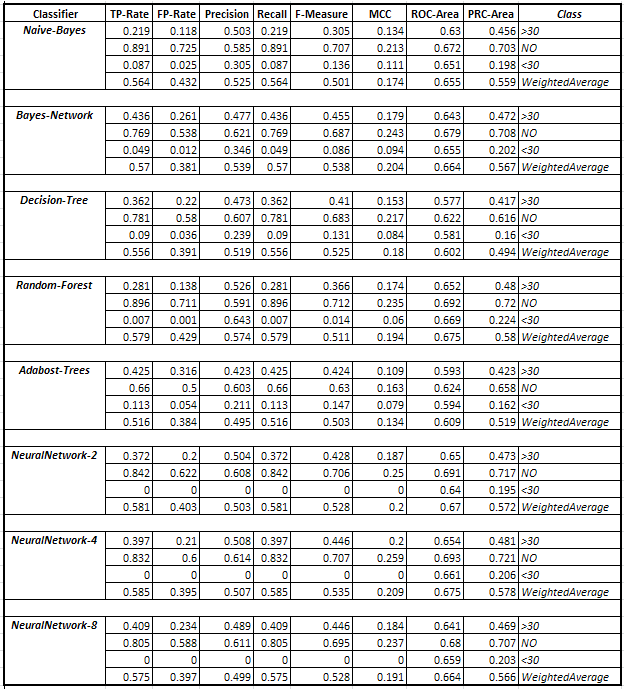 Classifier TP-Rate FP-Rate Precision Recall F-Measure MCC ROC-Area PRC-Area Class
Naive-Bayes 0.219 0.118 0.503 0.219 0.305 0.134 0.63 0.456 >30
0.891 0.725 0.585 0.891 0.707 0.213 0.672 0.703 NO
0.087 0.025 0.305 0.087 0.136 0.111 0.651 0.198 <30
0.564 0.432 0.525 0.564 0.501 0.174 0.655 0.559 WeightedAverage
Bayes-Network 0.436 0.261 0.477 0.436 0.455 0.179 0.643 0.472 >30
0.769 0.538 0.621 0.769 0.687 0.243 0.679 0.708 NO
0.049 0.012 0.346 0.049 0.086 0.094 0.655 0.202 <30
0.57 0.381 0.539 0.57 0.538 0.204 0.664 0.567 WeightedAverage
Decision-Tree 0.362 0.22 0.473 0.362 0.41 0.153 0.577 0.417 >30
0.781 0.58 0.607 0.781 0.683 0.217 0.622 0.616 NO
0.09 0.036 0.239 0.09 0.131 0.084 0.581 0.16 <30
0.556 0.391 0.519 0.556 0.525 0.18 0.602 0.494 WeightedAverage
Random-Forest 0.281 0.138 0.526 0.281 0.366 0.174 0.652 0.48 >30
0.896 0.711 0.591 0.896 0.712 0.235 0.692 0.72 NO
0.007 0.001 0.643 0.007 0.014 0.06 0.669 0.224 <30
0.579 0.429 0.574 0.579 0.511 0.194 0.675 0.58 WeightedAverage
Adabost-Trees 0.425 0.316 0.423 0.425 0.424 0.109 0.593 0.423 >30
0.66 0.5 0.603 0.66 0.63 0.163 0.624 0.658 NO
0.113 0.054 0.211 0.113 0.147 0.079 0.594 0.162 <30
0.516 0.384 0.495 0.516 0.503 0.134 0.609 0.519 WeightedAverage
NeuralNetwork-2 0.372 0.2 0.504 0.372 0.428 0.187 0.65 0.473 >30
0.842 0.622 0.608 0.842 0.706 0.25 0.691 0.717 NO
0 0 0 0 0 0 0.64 0.195 <30
0.581 0.403 0.503 0.581 0.528 0.2 0.67 0.572 WeightedAverage
NeuralNetwork-4 0.397 0.21 0.508 0.397 0.446 0.2 0.654 0.481 >30
0.832 0.6 0.614 0.832 0.707 0.259 0.693 0.721 NO
0 0 0 0 0 0 0.661 0.206 <30
0.585 0.395 0.507 0.585 0.535 0.209 0.675 0.578 WeightedAverage
NeuralNetwork-8 0.409 0.234 0.489 0.409 0.446 0.184 0.641 0.469 >30
0.805 0.588 0.611 0.805 0.695 0.237 0.68 0.707 NO
0 0 0 0 0 0 0.659 0.203 <30
0.575 0.397 0.499 0.575 0.528 0.191 0.664 0.566 WeightedAverage